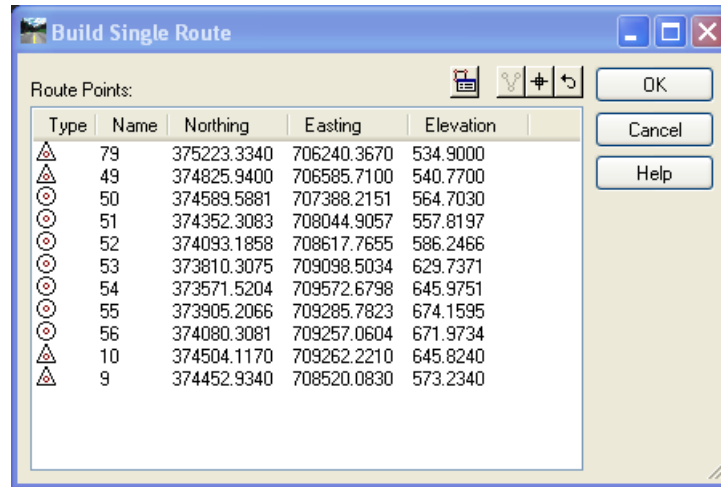 Build Single Route
Route Points:
OK
Cancel
Help
Type Name Northing Easting Elevation
79 375223.3340 706240.3670 534.9000
49 374825.9400 706585.7100 540.7700
50 374589.5881 707388.2151 564.7030
51 374352.3083 708044.9057 557.8197
52 374093.1858 708617.7655 586.2466
53 373810.3075 709098.5034 629.7371
54 373571.5204 709572.6798 645.9751
55 373905.2066 709285.7823 674.1595
56 374080.3081 709257.0604 671.9734
10 374504.1170 709262.2210 645.8240
9 374452.9340 708520.0830 573.2340